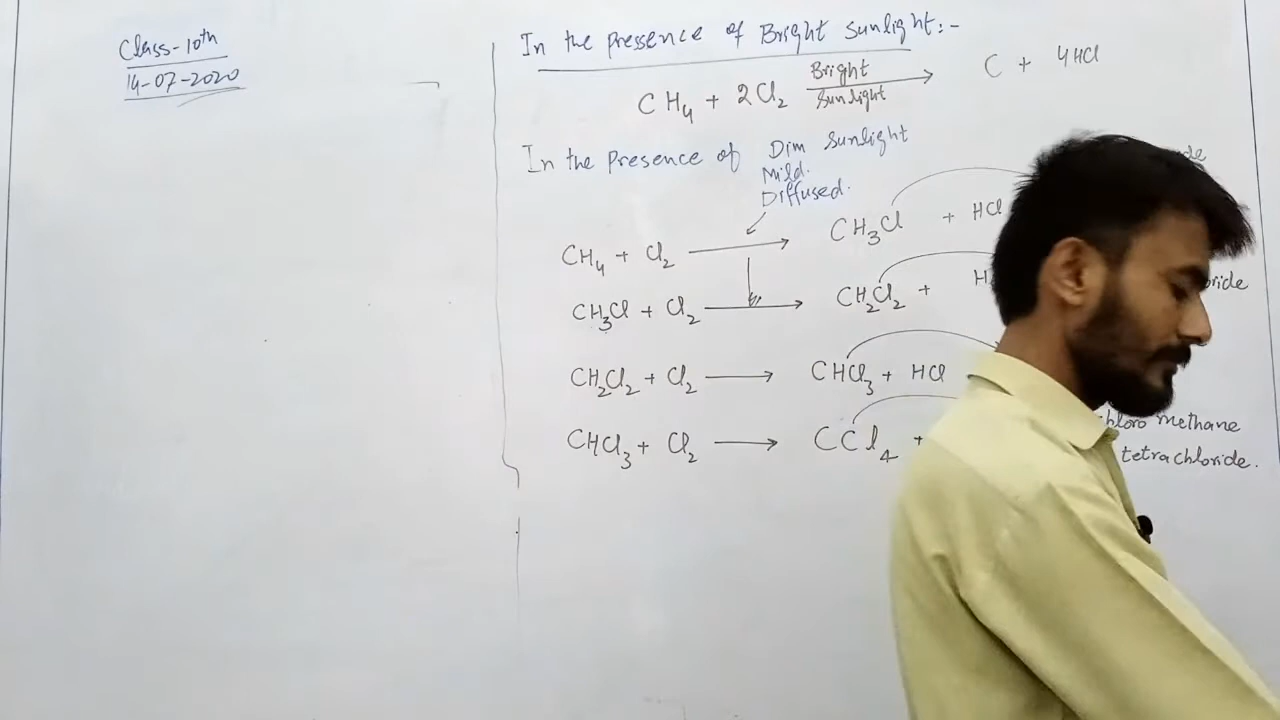 Class-10th
14-07-2020
In the pressence of Bright Sunlight:-
CH₄ + 2Cl₂ Bright Sunlight → C + 4HCl
In the presence of Dim Sunlight
Mild.
Diffused.
CH₄ + Cl₂ → CH₃Cl + HCl
CH₃Cl + Cl₂ → CH₂Cl₂ +
CH₂Cl₂ + Cl₂ → CHCl₃ + HCl
CHCl₃ + Cl₂ → CCl₄ +
methane
tetrachloride.